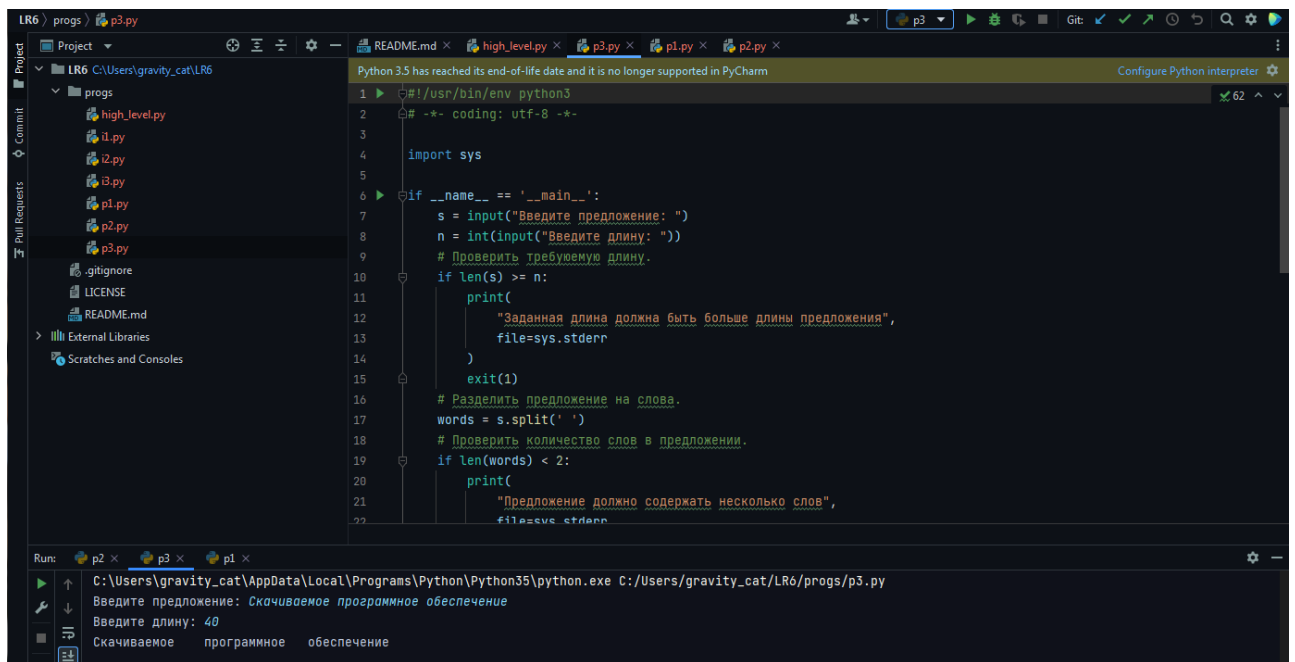 LR6 〉 progs 〉 p3.py
p3
Git:
Project
README.md × high_level.py × p3.py × p1.py × p2.py ×
Project
LR6 C:\Users\gravity_cat\LR6
progs
high_level.py
i1.py
i2.py
i3.py
p1.py
p2.py
p3.py
.gitignore
LICENSE
README.md
External Libraries
Scratches and Consoles
Commit
Pull Requests
Python 3.5 has reached its end-of-life date and it is no longer supported in PyCharm Configure Python interpreter
62
1 #!/usr/bin/env python3
2 # -*- coding: utf-8 -*-
3
4 import sys
5
6 if __name__ == '__main__':
7 s = input("Введите предложение: ")
8 n = int(input("Введите длину: "))
9 # Проверить требуюемую длину.
10 if len(s) >= n:
11 print(
12 "Заданная длина должна быть больше длины предложения",
13 file=sys.stderr
14 )
15 exit(1)
16 # Разделить предложение на слова.
17 words = s.split(' ')
18 # Проверить количество слов в предложении.
19 if len(words) < 2:
20 print(
21 "Предложение должно содержать несколько слов",
22 file=sys.stderr
Run: p2 × p3 × p1 ×
C:\Users\gravity_cat\AppData\Local\Programs\Python\Python35\python.exe C:/Users/gravity_cat/LR6/progs/p3.py
Введите предложение: Скачиваемое программное обеспечение
Введите длину: 40
Скачиваемое программное обеспечение